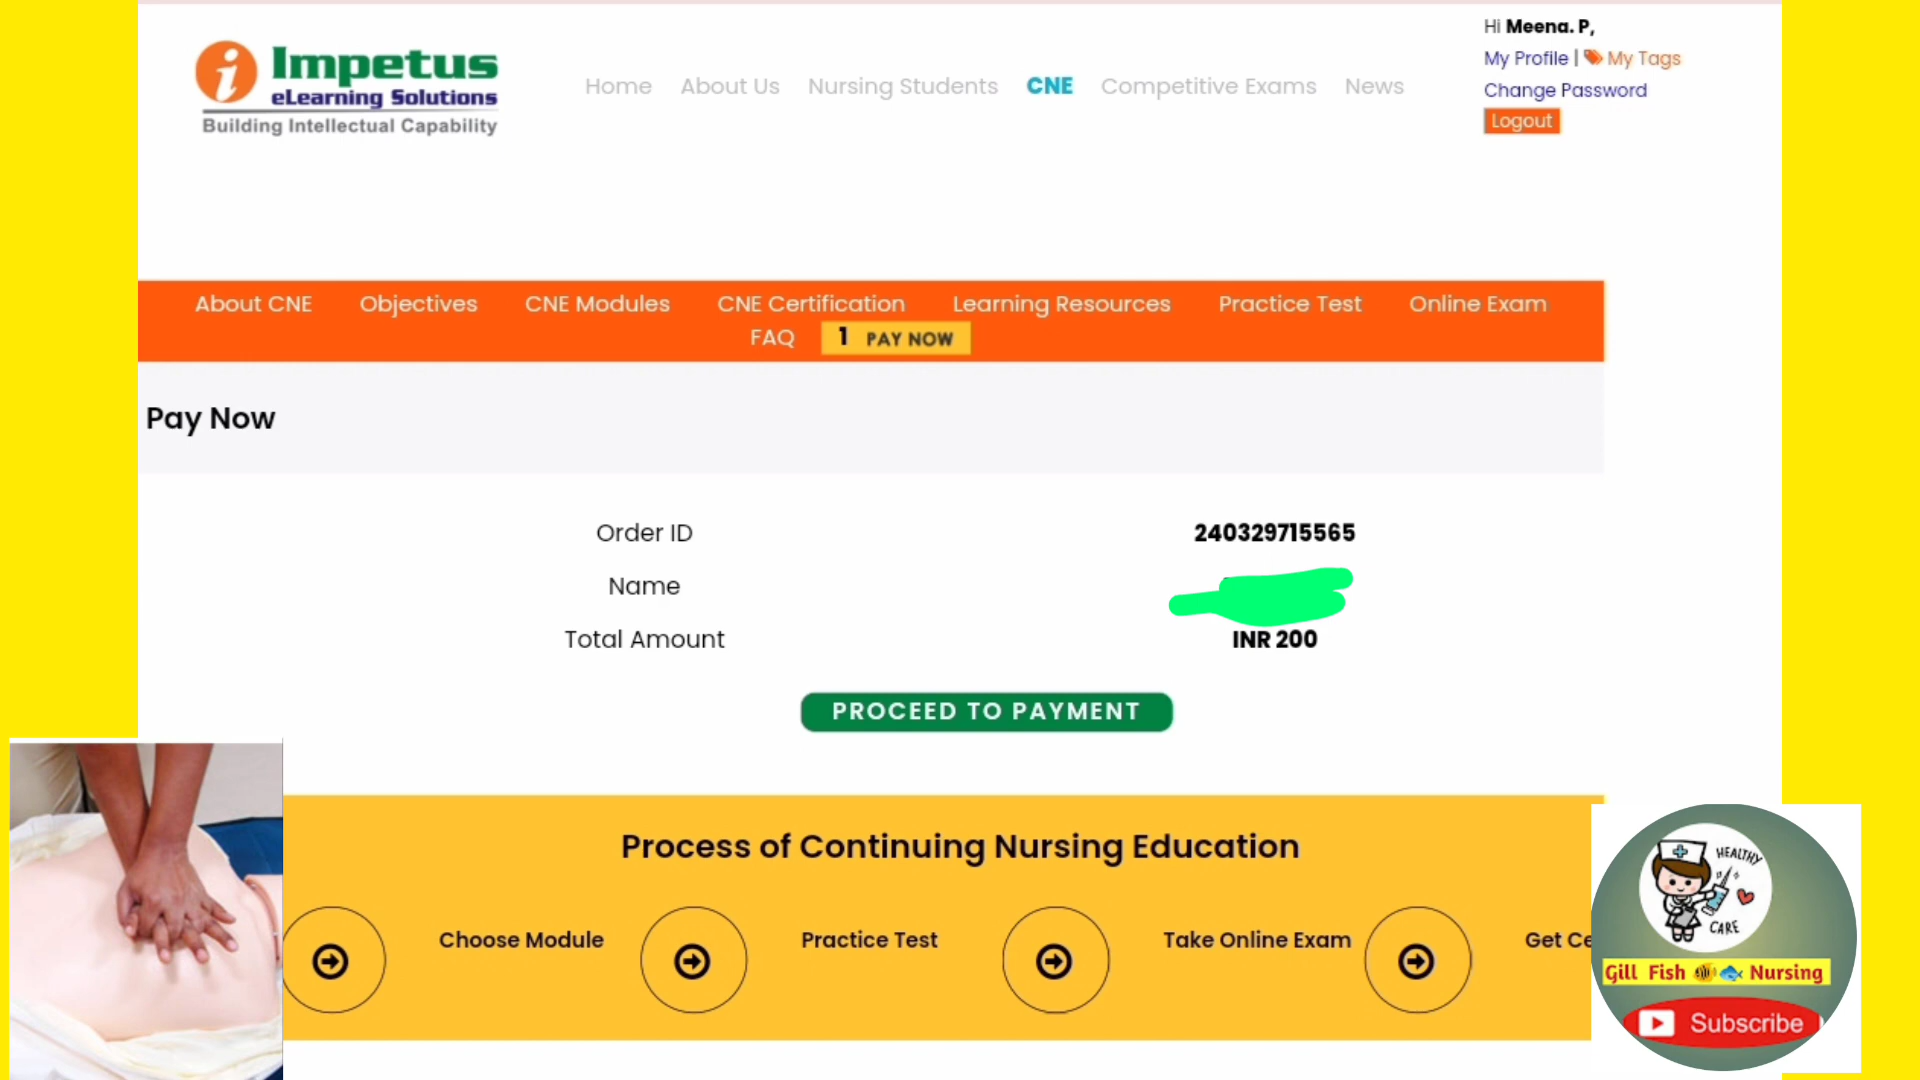 Hi Meena. P,
My Profile | My Tags
Change Password
Logout
i Impetus
eLearning Solutions
Building Intellectual Capability
Home About Us Nursing Students CNE Competitive Exams News
About CNE Objectives CNE Modules CNE Certification Learning Resources Practice Test Online Exam
FAQ 1 PAY NOW
Pay Now
Order ID 240329715565
Name
Total Amount INR 200
PROCEED TO PAYMENT
Process of Continuing Nursing Education
Choose Module Practice Test Take Online Exam Get Ce
HEALTHY
CARE
Gill Fish Nursing
Subscribe